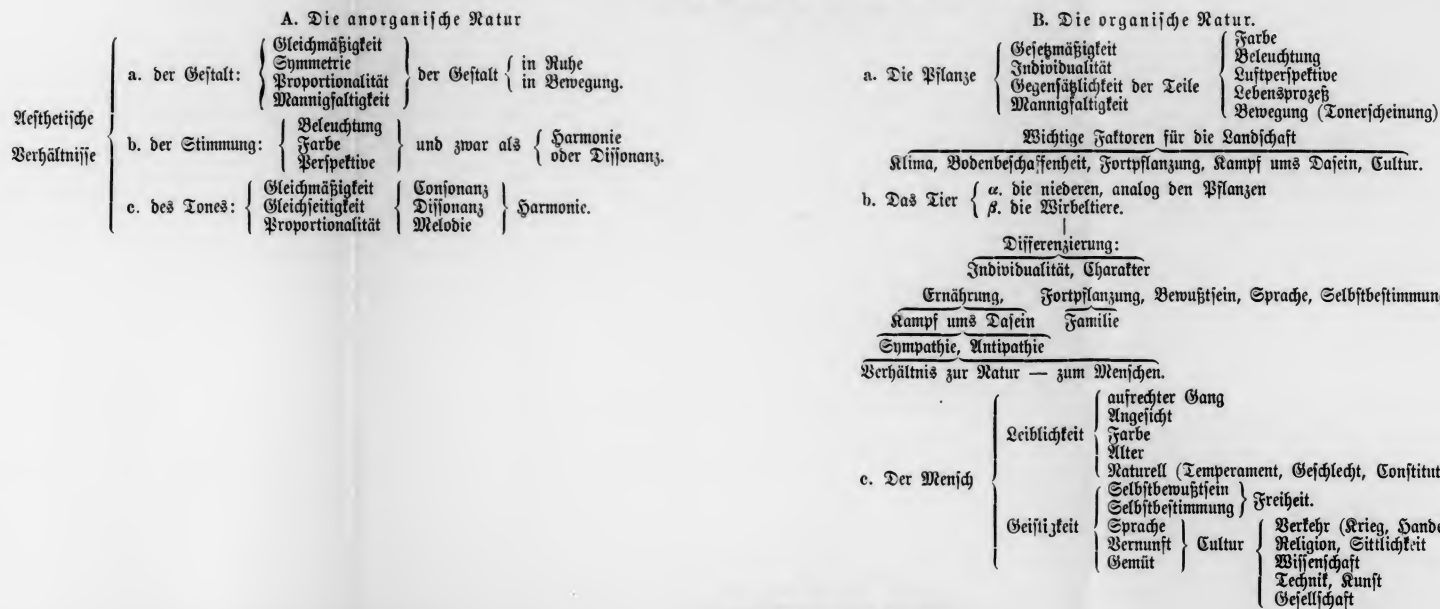 A. Die anorganische Natur
Aesthetische
Verhältnisse
a. der Gestalt:
Gleichmäßigkeit
Symmetrie
Proportionalität
Mannigfaltigkeit
der Gestalt
in Ruhe
in Bewegung.
b. der Stimmung:
Beleuchtung
Farbe
Perspektive
und zwar als
Harmonie
oder Dissonanz.
c. des Tones:
Gleichmäßigkeit
Gleichseitigkeit
Proportionalität
Consonanz
Dissonanz
Melodie
Harmonie.
B. Die organische Natur.
a. Die Pflanze
Gesetzmäßigkeit
Individualität
Gegensätzlichkeit der Teile
Mannigfaltigkeit
Farbe
Beleuchtung
Luftperspektive
Lebensprozeß
Bewegung (Tonerscheinung)
Wichtige Faktoren für die Landschaft
Klima, Bodenbeschaffenheit, Fortpflanzung, Kampf ums Dasein, Cultur.
b. Das Tier
α. die niederen, analog den Pflanzen
β. die Wirbeltiere.
Differenzierung:
Individualität, Charakter
Ernährung, Fortpflanzung, Bewußtsein, Sprache, Selbstbestimmun
Kampf ums Dasein Familie
Sympathie, Antipathie
Verhältnis zur Natur — zum Menschen.
c. Der Mensch
Leiblichkeit
aufrechter Gang
Angesicht
Farbe
Alter
Naturell (Temperament, Geschlecht, Constitut
Geistigkeit
Selbstbewußtsein
Selbstbestimmung
Freiheit.
Sprache
Vernunft
Gemüt
Cultur
Verkehr (Krieg, Hande
Religion, Sittlichkeit
Wissenschaft
Technik, Kunst
Gesellschaft